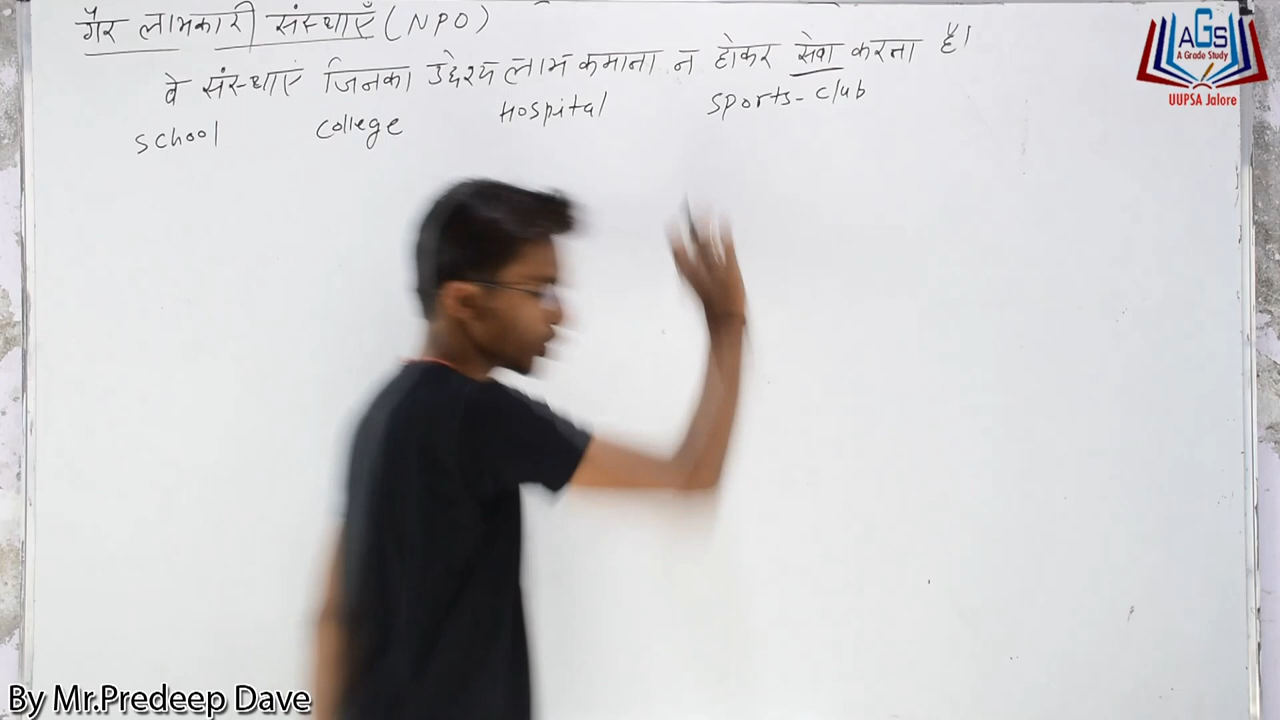 गैर लाभकारी संस्थाएँ (NPO)
वे संस्थाएं जिनका उद्देश्य लाभ कमाना न होकर सेवा करना है।
School College Hospital Sports-Club
AGS
A Grade Study
UUPSA Jalore
By Mr.Predeep Dave